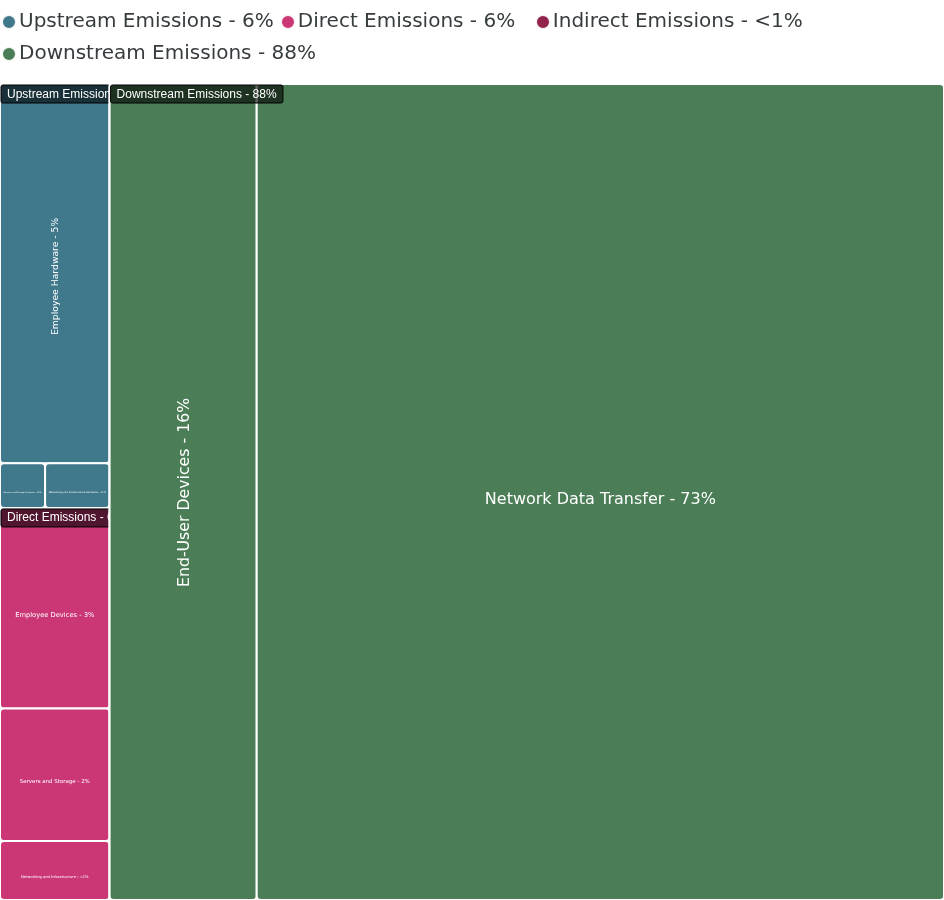 Upstream Emissions - 6% Direct Emissions - 6% Indirect Emissions - <1%
Downstream Emissions - 88%
Upstream Emission
Downstream Emissions - 88%
Employee Hardware - 5%
End-User Devices - 16%
Network Data Transfer - 73%
Direct Emissions -
Employee Devices - 3%
Servers and Storage - 2%
Networking and Infrastructure - <1%